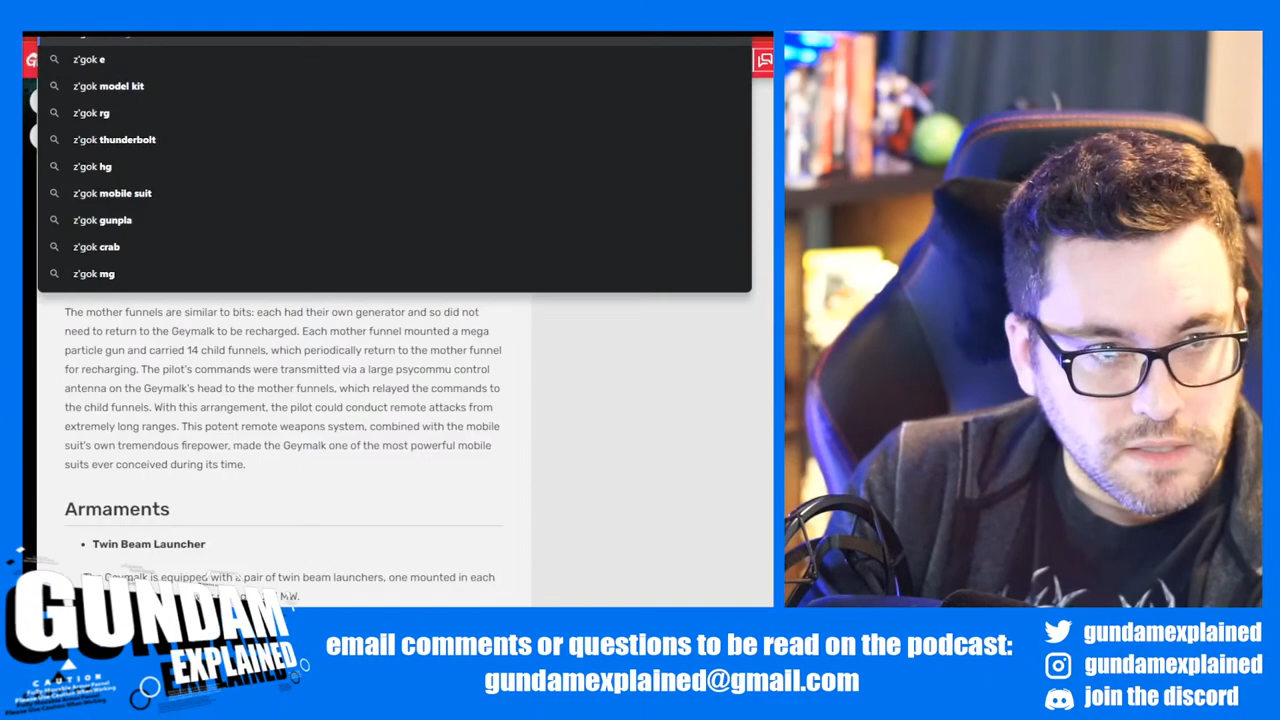 z'gok e
z'gok model kit
z'gok rg
z'gok thunderbolt
z'gok hg
z'gok mobile suit
z'gok gunpla
z'gok crab
z'gok mg
The mother funnels are similar to bits: each had their own generator and so did not
need to return to the Geymalk to be recharged. Each mother funnel mounted a mega
particle gun and carried 14 child funnels, which periodically return to the mother funnel
for recharging. The pilot's commands were transmitted via a large psycommu control
antenna on the Geymalk's head to the mother funnels, which relayed the commands to
the child funnels. With this arrangement, the pilot could conduct remote attacks from
extremely long ranges. This potent remote weapons system, combined with the mobile
suit's own tremendous firepower, made the Geymalk one of the most powerful mobile
suits ever conceived during its time.
Armaments
• Twin Beam Launcher
The Geymalk is equipped with a pair of twin beam launchers, one mounted in each
MW.
GUNDAM
EXPLAINED
CAUTION
email comments or questions to be read on the podcast:
gundamexplained@gmail.com
gundamexplained
gundamexplained
join the discord